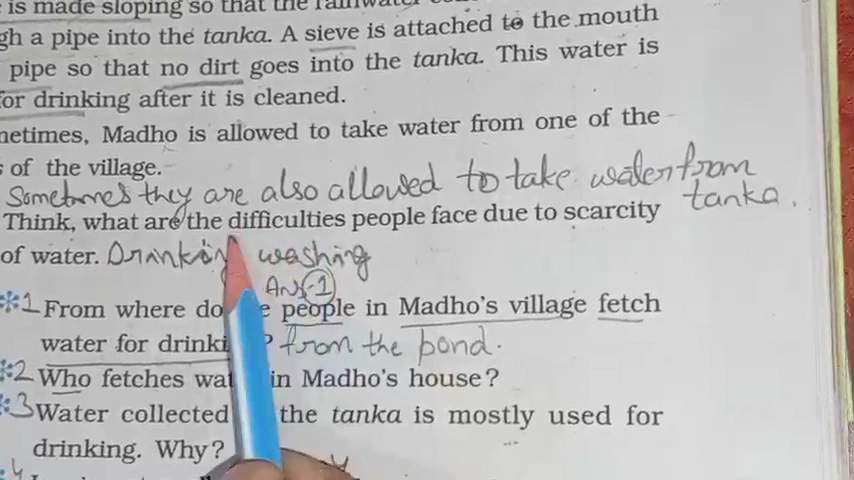 is made sloping so that the rainwater
gh a pipe into the tanka. A sieve is attached to the mouth
pipe so that no dirt goes into the tanka. This water is
for drinking after it is cleaned.
metimes, Madho is allowed to take water from one of the
s of the village.
Sometimes they are also allowed to take water from tanka.
Think, what are the difficulties people face due to scarcity
of water. Drinking washing
Ans-1
*1 From where do e people in Madho's village fetch
water for drinki ? from the pond.
*2 Who fetches wat in Madho's house?
*3 Water collected the tanka is mostly used for
drinking. Why?